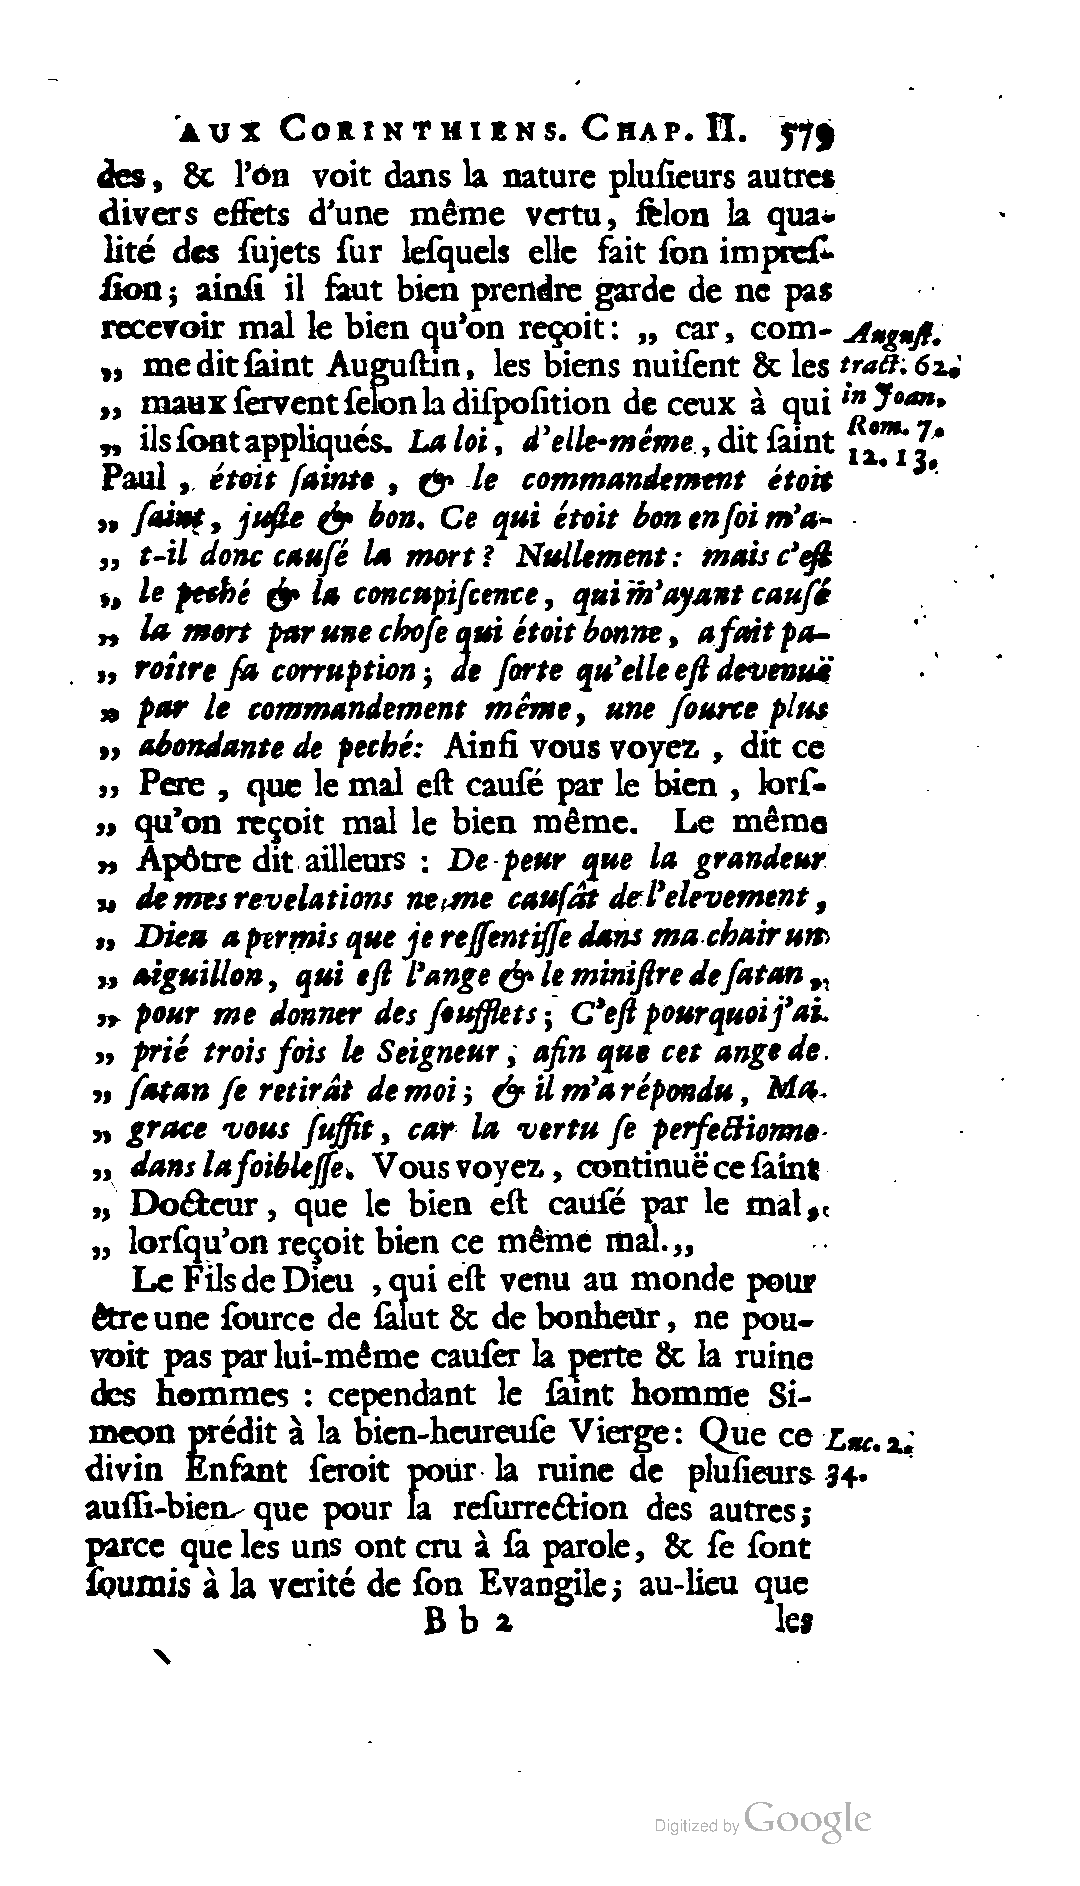 AUX CORINTHIENS. CHAP. II. 579
des, & l'on voit dans la nature pluſieurs autres
divers effets d'une même vertu, ſelon la qua-
lité des ſujets ſur leſquels elle fait ſon impreſ-
ſion; ainſi il faut bien prendre garde de ne pas
recevoir mal le bien qu'on reçoit: „ car, com-
„ me dit ſaint Auguſtin, les biens nuiſent & les
„ maux ſervent ſelon la diſpoſition de ceux à qui
„ ils ſont appliqués. La loi, d'elle-même, dit ſaint
Paul, étoit ſainte, & le commandement étoit
„ ſaint, juſte & bon. Ce qui étoit bon en ſoi m'a-
„ t-il donc cauſé la mort? Nullement: mais c'eſt
„ le peché & la concupiſcence, qui m'ayant cauſé
„ la mort par une choſe qui étoit bonne, a fait pa-
„ roître ſa corruption; de ſorte qu'elle eſt devenuë
„ par le commandement même, une ſource plus
„ abondante de peché: Ainſi vous voyez, dit ce
„ Pere, que le mal eſt cauſé par le bien, lorſ-
„ qu'on reçoit mal le bien même. Le même
„ Apôtre dit ailleurs: De peur que la grandeur
„ de mes revelations ne me cauſât de l'elevement,
„ Dieu a permis que je reſſentiſſe dans ma chair un
„ aiguillon, qui eſt l'ange & le miniſtre de ſatan,
„ pour me donner des ſoufflets; C'eſt pourquoi j'ai
„ prié trois fois le Seigneur, afin que cet ange de
„ ſatan ſe retirât de moi; & il m'a répondu, Ma
„ grace vous ſuffit, car la vertu ſe perfectionne
„ dans la foibleſſe. Vous voyez, continuë ce ſaint
„ Docteur, que le bien eſt cauſé par le mal,
„ lorſqu'on reçoit bien ce même mal.„
Le Fils de Dieu, qui eſt venu au monde pour
être une ſource de ſalut & de bonheur, ne pou-
voit pas par lui-même cauſer la perte & la ruine
des hommes: cependant le ſaint homme Si-
meon prédit à la bien-heureuſe Vierge: Que ce
divin Enfant ſeroit pour la ruine de pluſieurs
auſſi-bien que pour la reſurrection des autres;
parce que les uns ont cru à ſa parole, & ſe ſont
ſoumis à la verité de ſon Evangile; au-lieu que
B b 2 les
Auguſt.
tract. 62.
in Joan.
Rom. 7.
12. 13.
Luc. 2.
34.
Digitized by Google